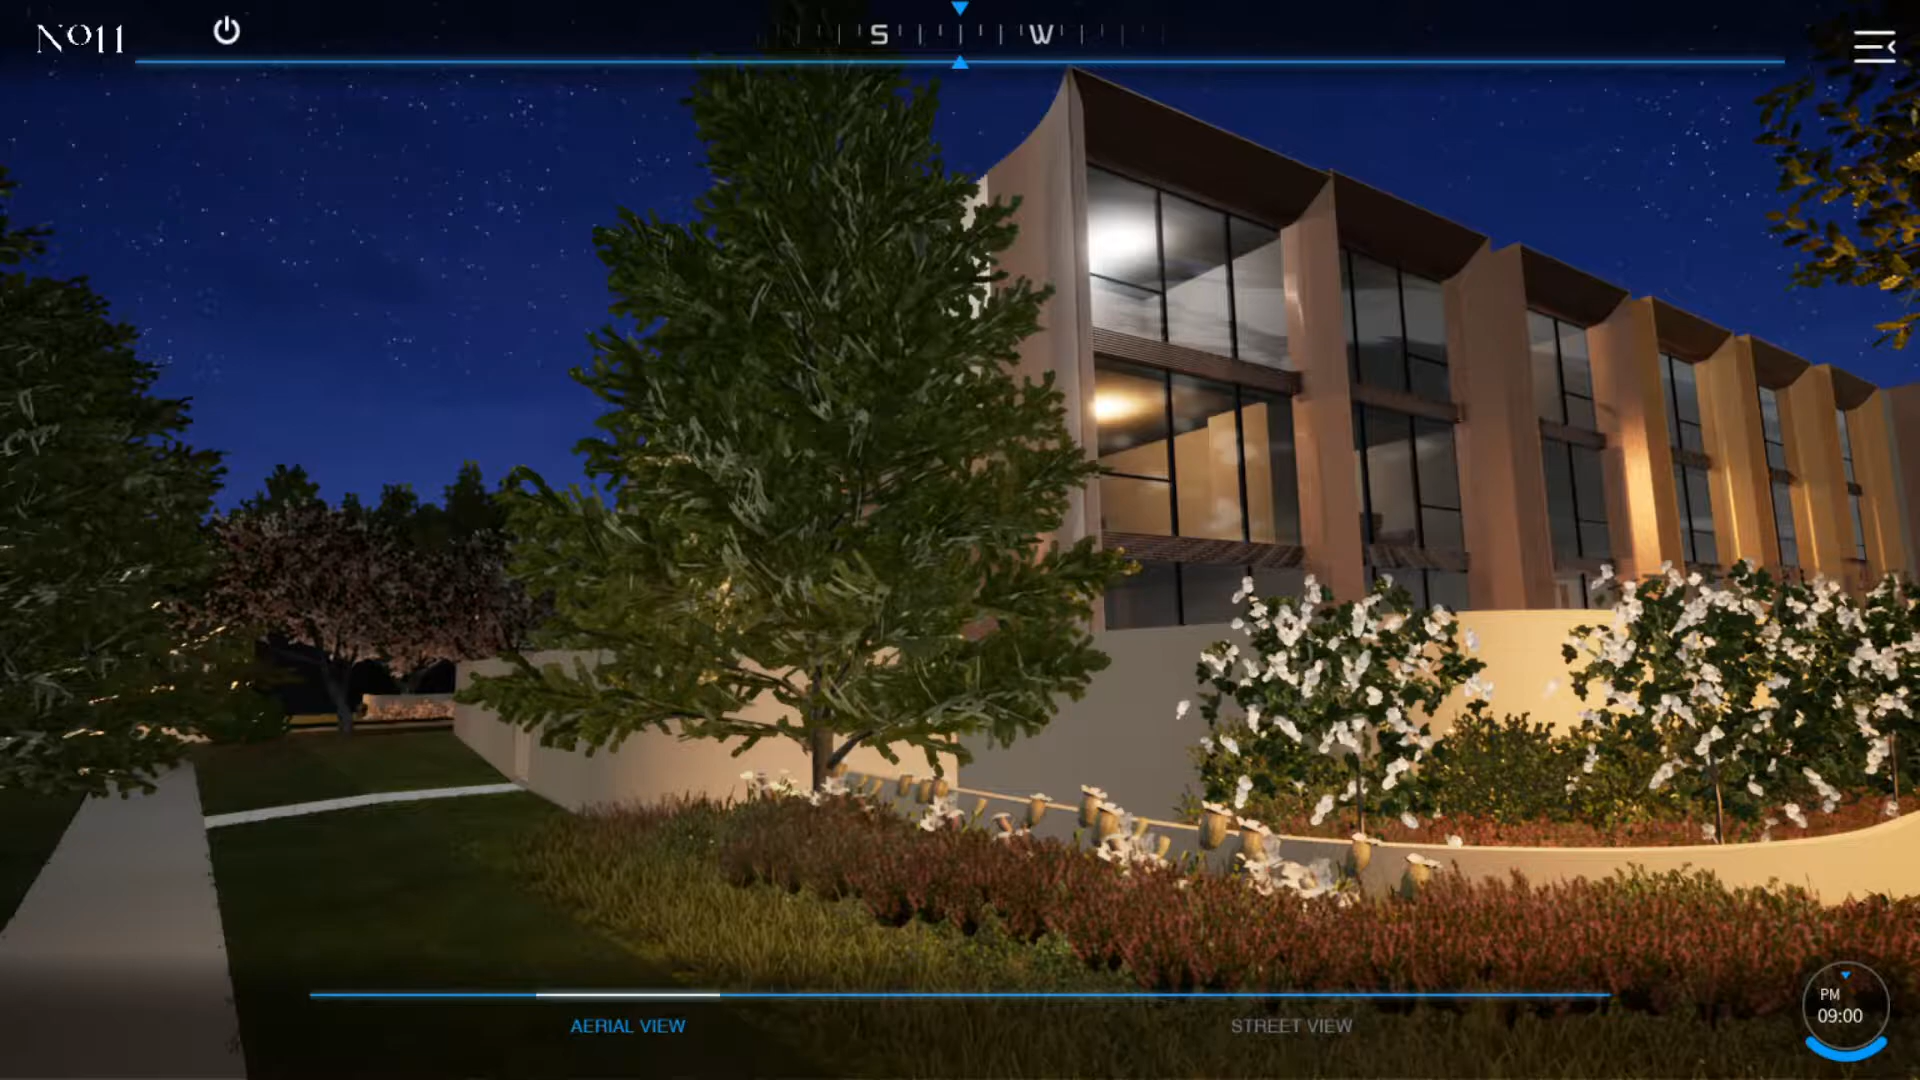 No11
S W
AERIAL VIEW STREET VIEW
PM
09:00